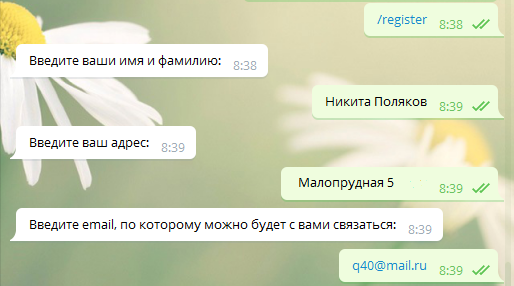 /register 8:38
Введите ваши имя и фамилию: 8:38
Никита Поляков 8:39
Введите ваш адрес: 8:39
Малопрудная 5 8:39
Введите email, по которому можно будет с вами связаться: 8:39
q40@mail.ru 8:39